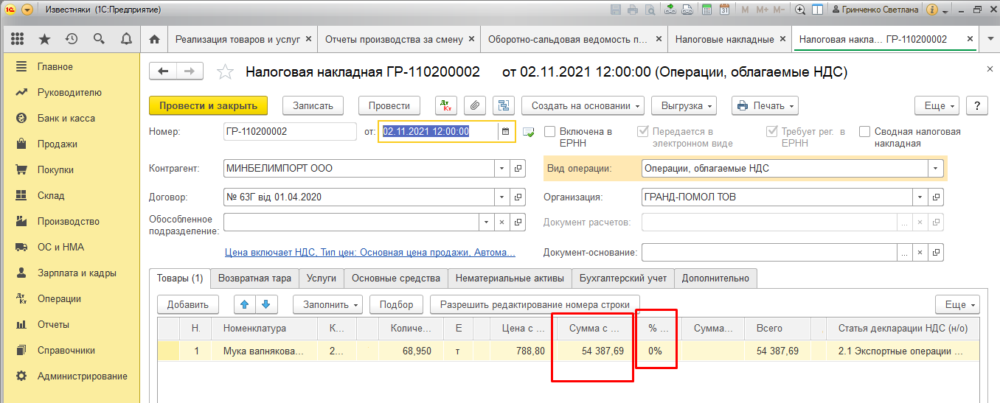 Известняки (1С:Предприятие)
M M+ M- Гринченко Светлана
Реализация товаров и услуг × Отчеты производства за смену × Оборотно-сальдовая ведомость п... × Налоговые накладные × Налоговая накла... ГР-110200002 ×
Главное
Руководителю
Банк и касса
Продажи
Покупки
Склад
Производство
ОС и НМА
Зарплата и кадры
Операции
Отчеты
Справочники
Администрирование
Налоговая накладная ГР-110200002 от 02.11.2021 12:00:00 (Операции, облагаемые НДС)
Провести и закрыть Записать Провести Дт Кт Создать на основании Выгрузка Печать Еще ?
Номер: ГР-110200002 от: 02.11.2021 12:00:00
Включена в ЕРНН
Передается в электронном виде
Требует рег. в ЕРНН
Сводная налоговая накладная
Контрагент: МИНБЕЛИМПОРТ ООО Вид операции: Операции, облагаемые НДС
Договор: № 63Г від 01.04.2020 Организация: ГРАНД-ПОМОЛ ТОВ
Обособленное подразделение: Документ расчетов:
Цена включает НДС, Тип цен: Основная цена продажи, Автома... Документ-основание:
Товары (1) Возвратная тара Услуги Основные средства Нематериальные активы Бухгалтерский учет Дополнительно
Добавить Заполнить Подбор Разрешить редактирование номера строки Еще
Н. Номенклатура К... Количе... Е Цена с ... Сумма с ... % ... Сумма... Всего Статья декларации НДС (н/о)
1 Мука вапнякова... 2... 68,950 т 788,80 54 387,69 0% 54 387,69 2.1 Экспортные операции ...